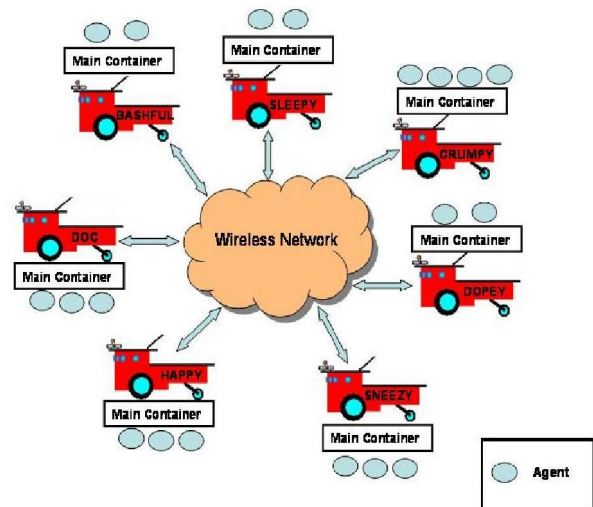 Main Container
BASHFUL
Main Container
SLEEPY
Main Container
GRUMPY
DOC
Main Container
Wireless Network
Main Container
DOPEY
HAPPY
Main Container
SNEEZY
Main Container
Agent